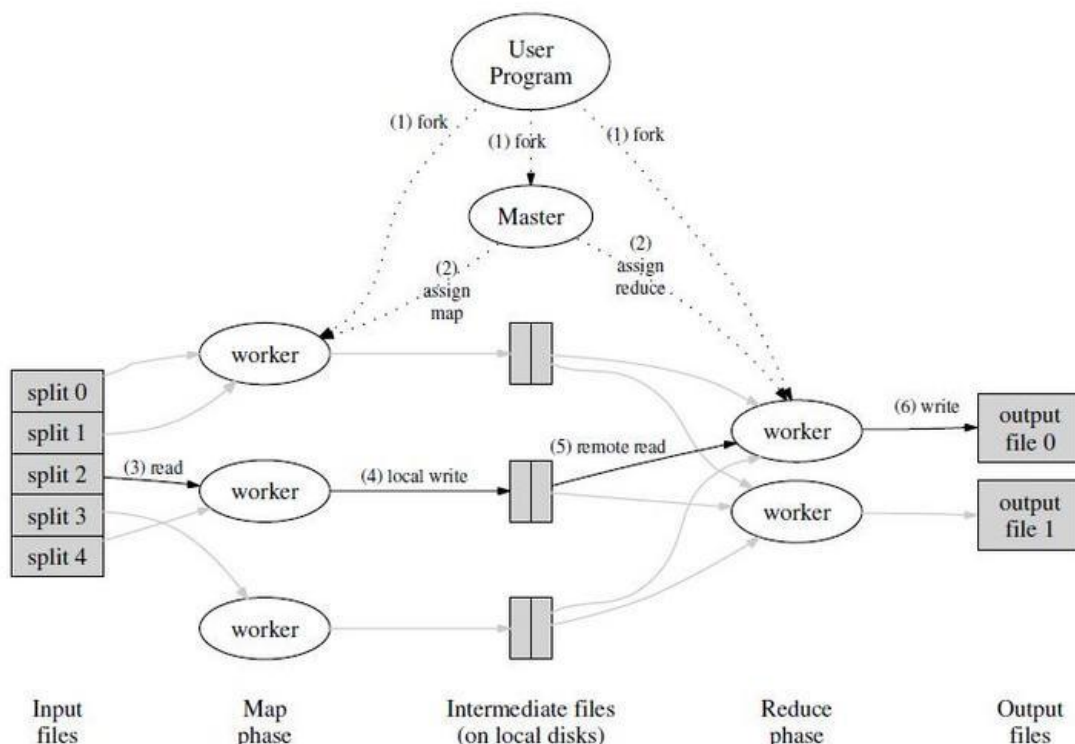 User
Program
(1) fork
(1) fork
(1) fork
Master
(2)
assign
map
(2)
assign
reduce
worker
split 0
split 1
split 2
split 3
split 4
(3) read
worker
(4) local write
(5) remote read
worker
(6) write
output
file 0
worker
output
file 1
worker
Input
files
Map
phase
Intermediate files
(on local disks)
Reduce
phase
Output
files